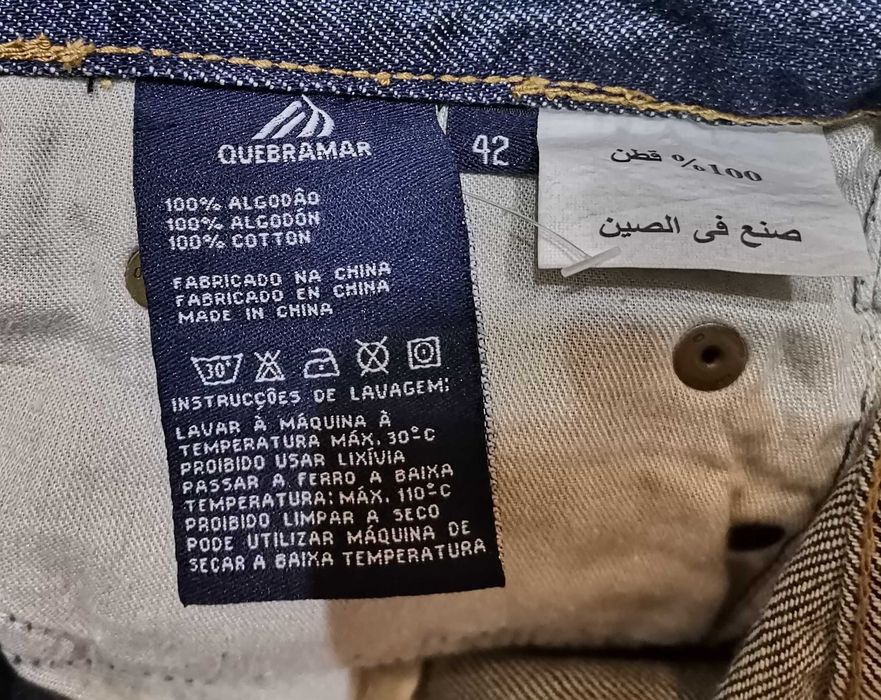 QUEBRAMAR
100% ALGODÃO
100% ALGODÓN
100% COTTON
FABRICADO NA CHINA
FABRICADO EN CHINA
MADE IN CHINA
30°
INSTRUCÇÕES DE LAVAGEM:
LAVAR À MÁQUINA À
TEMPERATURA MÁX. 30ºC
PROIBIDO USAR LIXÍVIA
PASSAR A FERRO A BAIXA
TEMPERATURA: MÁX. 110ºC
PROIBIDO LIMPAR A SECO
PODE UTILIZAR MÁQUINA DE
SECAR A BAIXA TEMPERATURA
42
100% قطن
صنع فى الصين